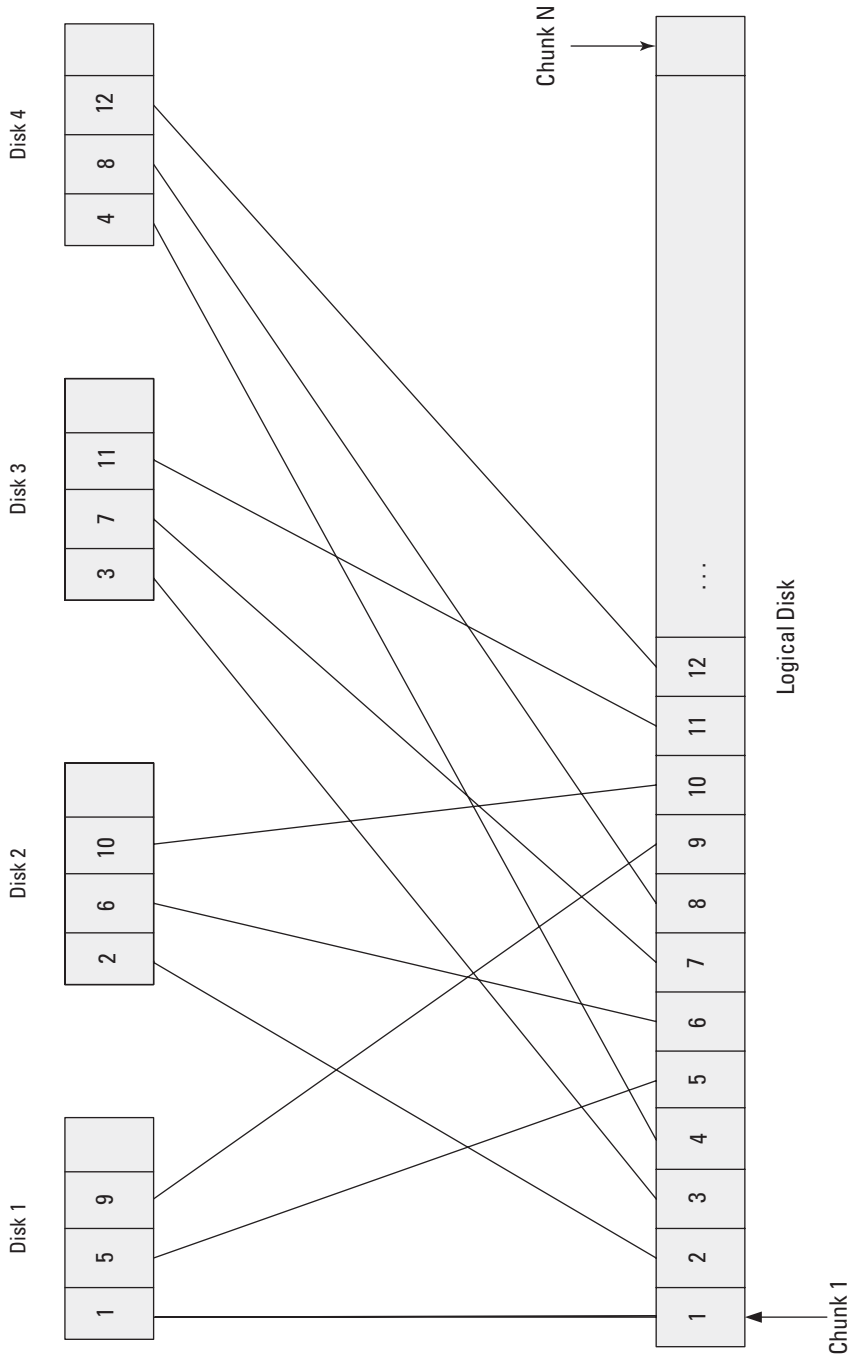 Disk 1
Disk 2
Disk 3
Disk 4
1 5 9
2 6 10
3 7 11
4 8 12
Chunk N
1 2 3 4 5 6 7 8 9 10 11 12 ...
Chunk 1
Logical Disk